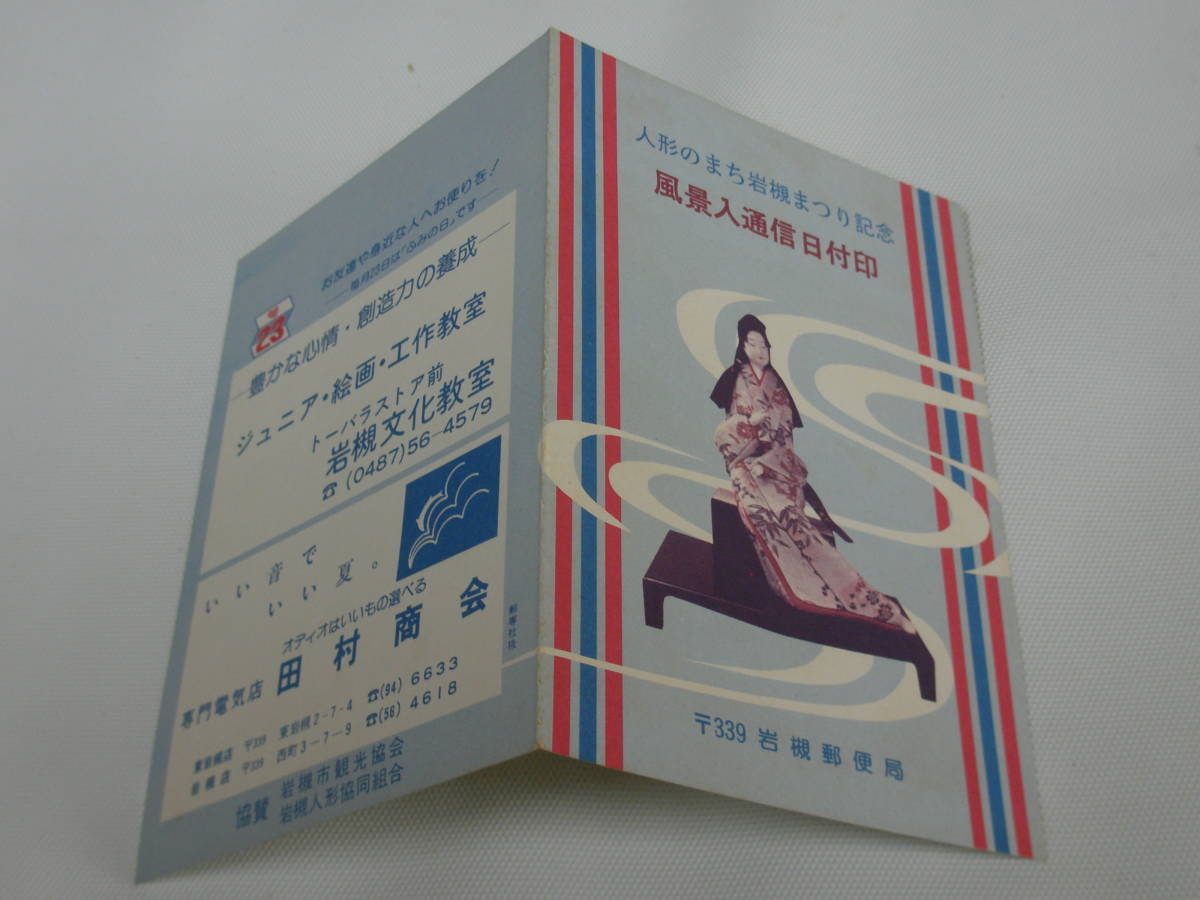 人形のまち岩槻まつり記念
風景入通信日付印
〒339 岩槻郵便局
お友達や身近な人へお便りを!
毎月23日は「ふみの日」です
23
豊かな心情・創造力の養成
ジュニア・絵画・工作教室
トーバラストア前
岩槻文化教室
☎(0487)56-4579
いい音で
いい夏。
オーディオはいいもの選べる
専門電気店 田村商会
東岩槻店 〒339 東岩槻2-7-4 ☎(94)6633
岩槻店 〒339 西町3-7-9 ☎(56)4618
協賛 岩槻市観光協会
岩槻人形協同組合